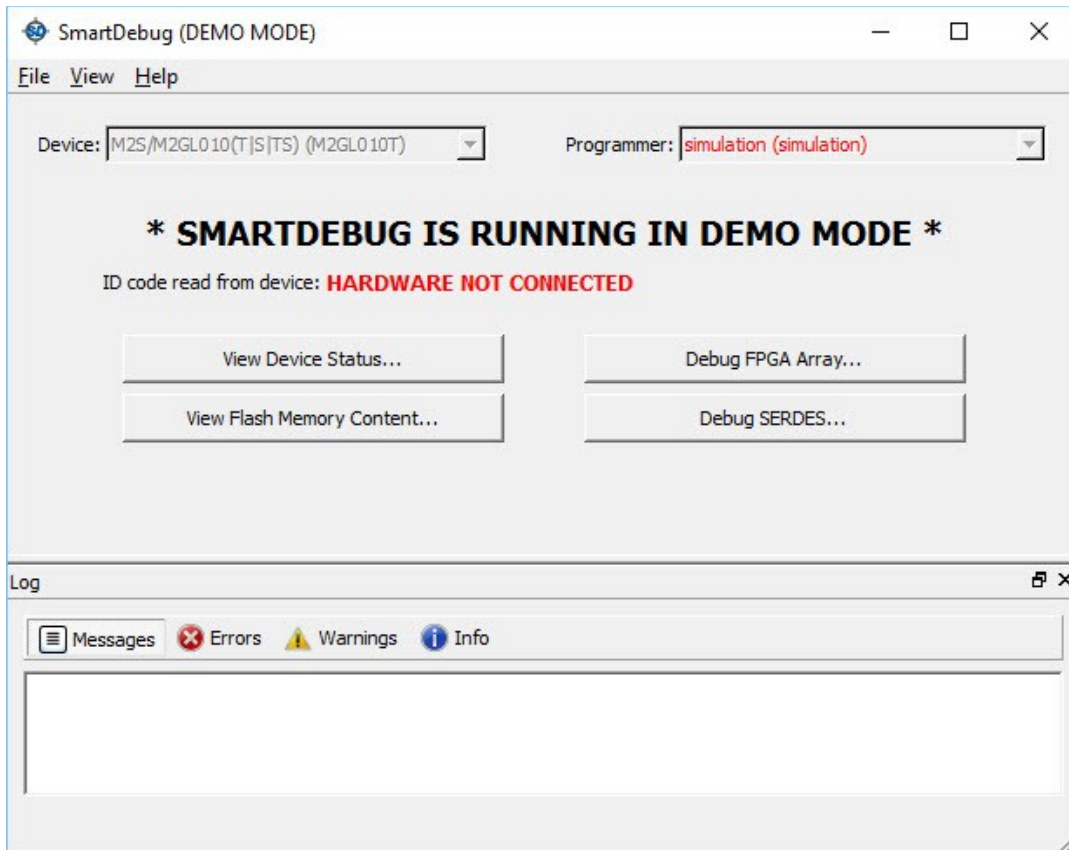 SmartDebug (DEMO MODE)
File View Help
Device: M2S/M2GL010(T|S|TS) (M2GL010T) Programmer: simulation (simulation)
* SMARTDEBUG IS RUNNING IN DEMO MODE *
ID code read from device: HARDWARE NOT CONNECTED
View Device Status... Debug FPGA Array...
View Flash Memory Content... Debug SERDES...
Log
Messages Errors Warnings Info